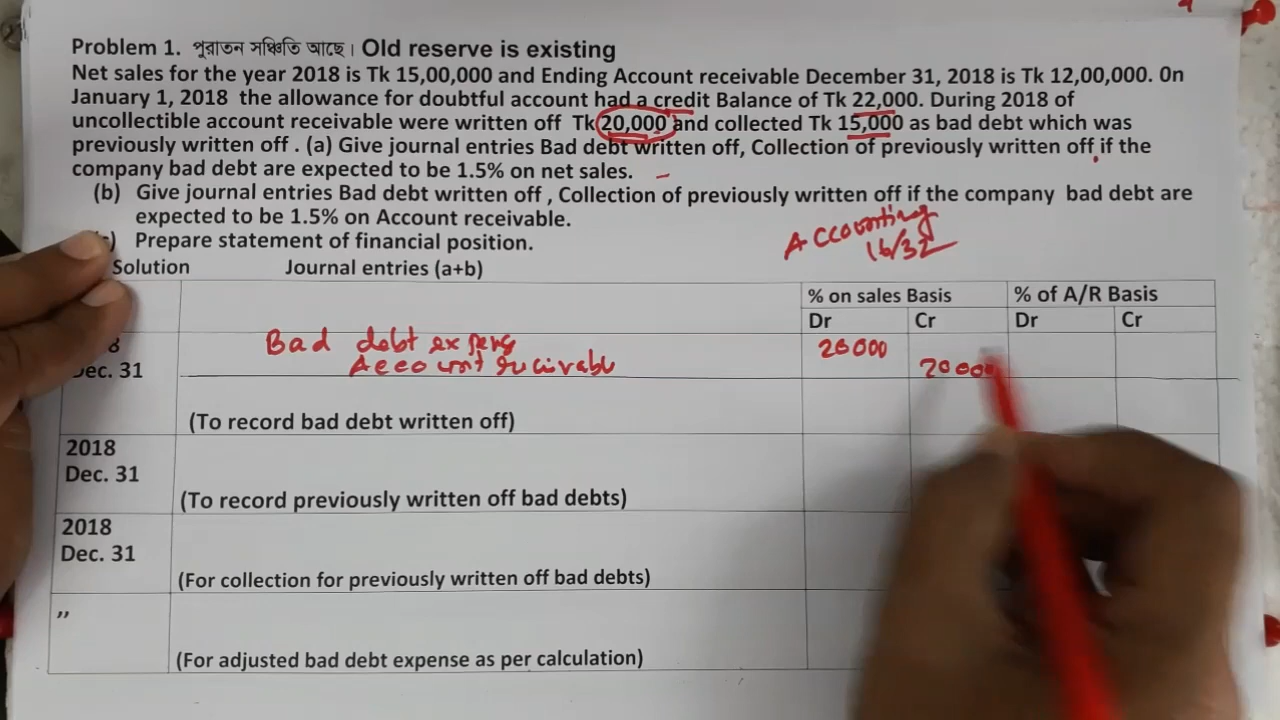 Problem 1. পুরাতন সঞ্চিতি আছে। Old reserve is existing
Net sales for the year 2018 is Tk 15,00,000 and Ending Account receivable December 31, 2018 is Tk 12,00,000. 0n
January 1, 2018 the allowance for doubtful account had a credit Balance of Tk 22,000. During 2018 of
uncollectible account receivable were written off Tk 20,000 and collected Tk 15,000 as bad debt which was
previously written off . (a) Give journal entries Bad debt written off, Collection of previously written off if the
company bad debt are expected to be 1.5% on net sales.
(b) Give journal entries Bad debt written off , Collection of previously written off if the company bad debt are
expected to be 1.5% on Account receivable.
Prepare statement of financial position.
Accounting
16/32
Solution Journal entries (a+b)
% on sales Basis % of A/R Basis
Dr Cr Dr Cr
8 Bad debt expens 20000
Dec. 31 Account recivable 20000
(To record bad debt written off)
2018
Dec. 31
(To record previously written off bad debts)
2018
Dec. 31
(For collection for previously written off bad debts)
,,
(For adjusted bad debt expense as per calculation)